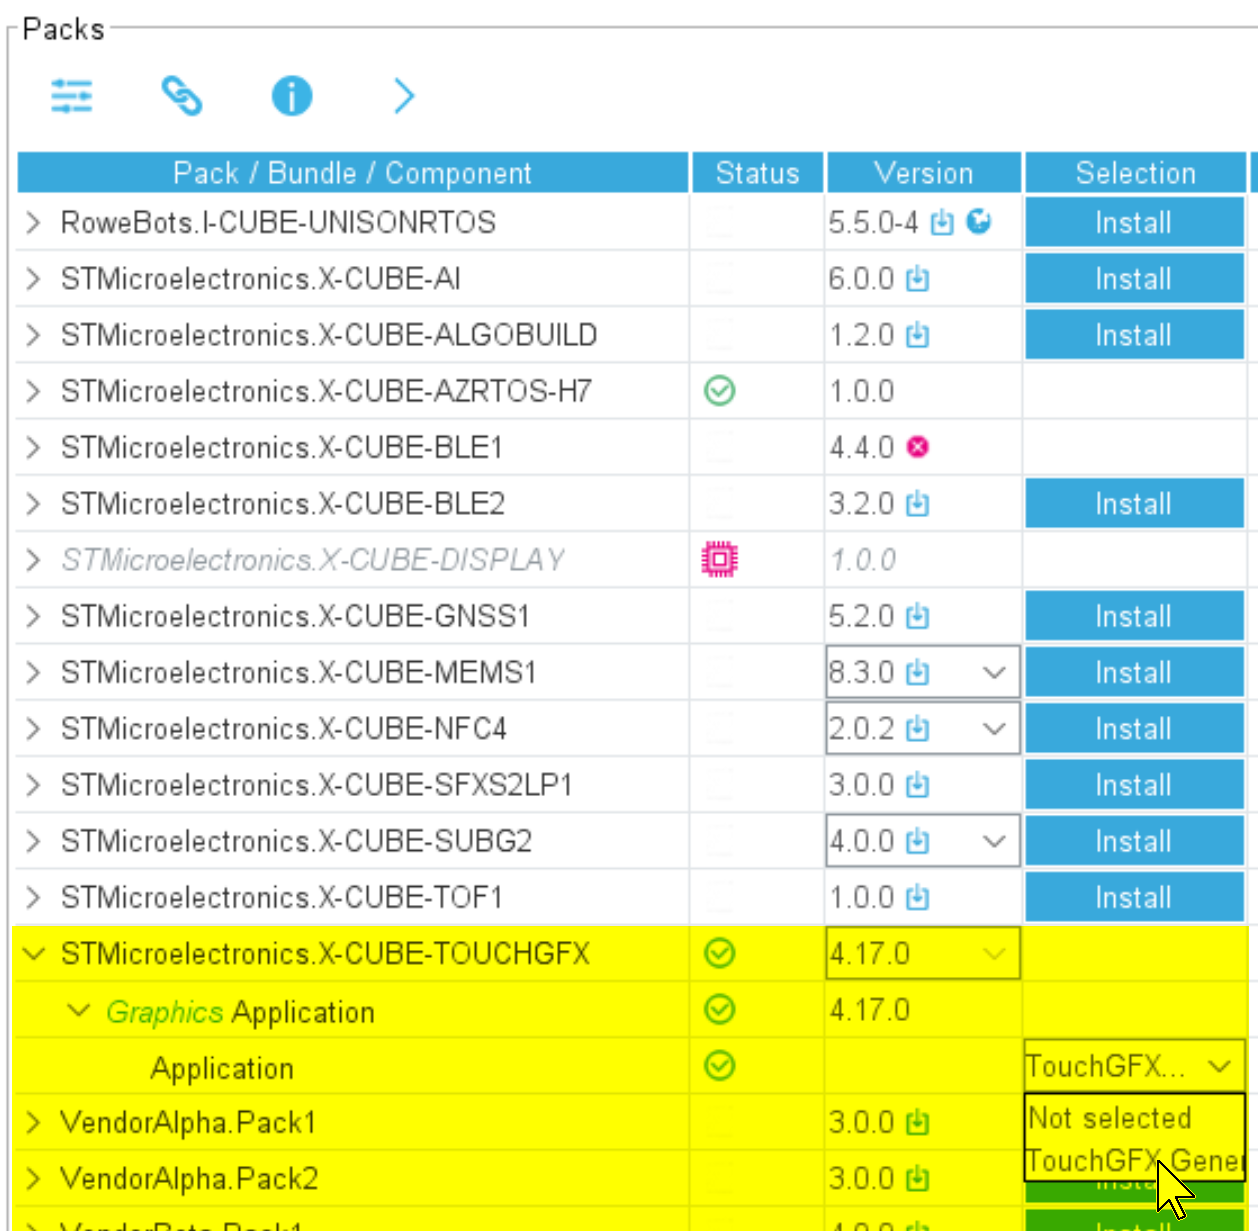 Packs
Pack / Bundle / Component Status Version Selection
RoweBots.I-CUBE-UNISONRTOS 5.5.0-4 Install
STMicroelectronics.X-CUBE-AI 6.0.0 Install
STMicroelectronics.X-CUBE-ALGOBUILD 1.2.0 Install
STMicroelectronics.X-CUBE-AZRTOS-H7 1.0.0
STMicroelectronics.X-CUBE-BLE1 4.4.0
STMicroelectronics.X-CUBE-BLE2 3.2.0 Install
STMicroelectronics.X-CUBE-DISPLAY 1.0.0
STMicroelectronics.X-CUBE-GNSS1 5.2.0 Install
STMicroelectronics.X-CUBE-MEMS1 8.3.0 Install
STMicroelectronics.X-CUBE-NFC4 2.0.2 Install
STMicroelectronics.X-CUBE-SFXS2LP1 3.0.0 Install
STMicroelectronics.X-CUBE-SUBG2 4.0.0 Install
STMicroelectronics.X-CUBE-TOF1 1.0.0 Install
STMicroelectronics.X-CUBE-TOUCHGFX 4.17.0
Graphics Application 4.17.0
Application TouchGFX...
VendorAlpha.Pack1 3.0.0 Not selected
TouchGFX Gener
VendorAlpha.Pack2 3.0.0